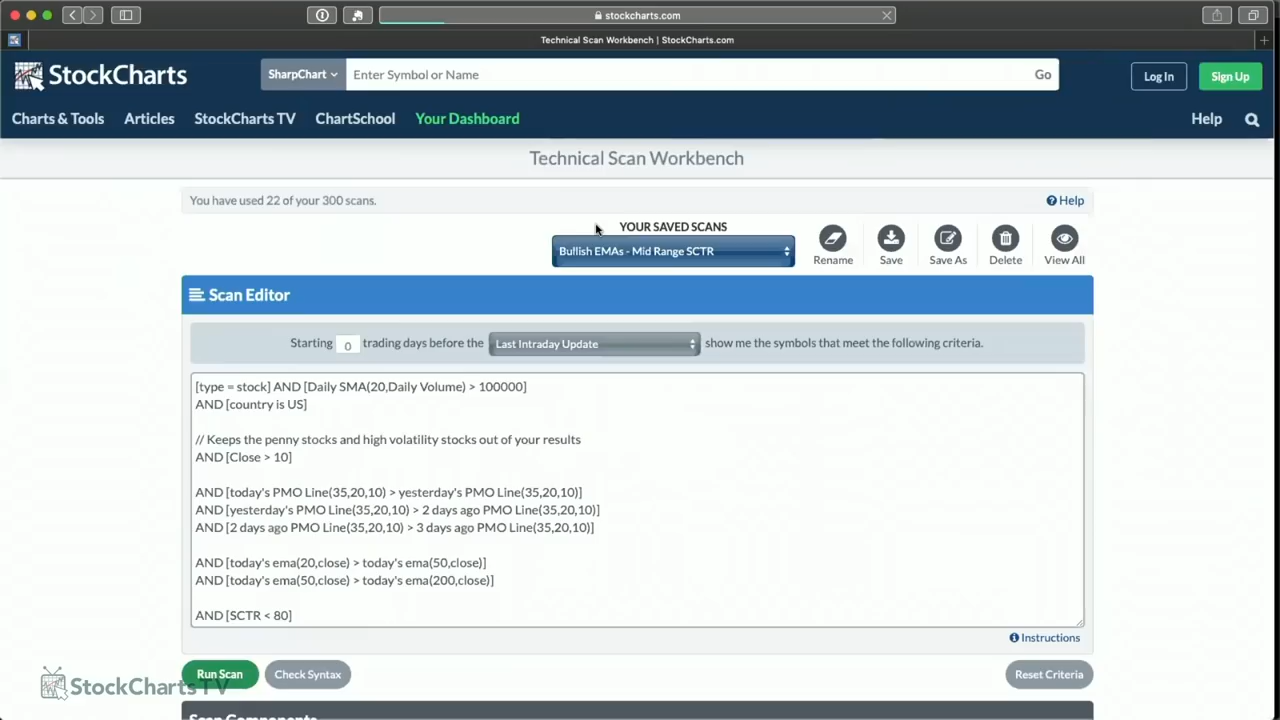 stockcharts.com
Technical Scan Workbench | StockCharts.com
StockCharts
SharpChart
Enter Symbol or Name
Go
Log In
Sign Up
Charts & Tools
Articles
StockCharts TV
ChartSchool
Your Dashboard
Help
Technical Scan Workbench
You have used 22 of your 300 scans.
Help
YOUR SAVED SCANS
Bullish EMAs - Mid Range SCTR
Rename
Save
Save As
Delete
View All
Scan Editor
Starting 0 trading days before the Last Intraday Update show me the symbols that meet the following criteria.
[type = stock] AND [Daily SMA(20,Daily Volume) > 100000]
AND [country is US]
// Keeps the penny stocks and high volatility stocks out of your results
AND [Close > 10]
AND [today's PMO Line(35,20,10) > yesterday's PMO Line(35,20,10)]
AND [yesterday's PMO Line(35,20,10) > 2 days ago PMO Line(35,20,10)]
AND [2 days ago PMO Line(35,20,10) > 3 days ago PMO Line(35,20,10)]
AND [today's ema(20,close) > today's ema(50,close)]
AND [today's ema(50,close) > today's ema(200,close)]
AND [SCTR < 80]
Instructions
Run Scan
Check Syntax
Reset Criteria
StockCharts TV
Scan Components